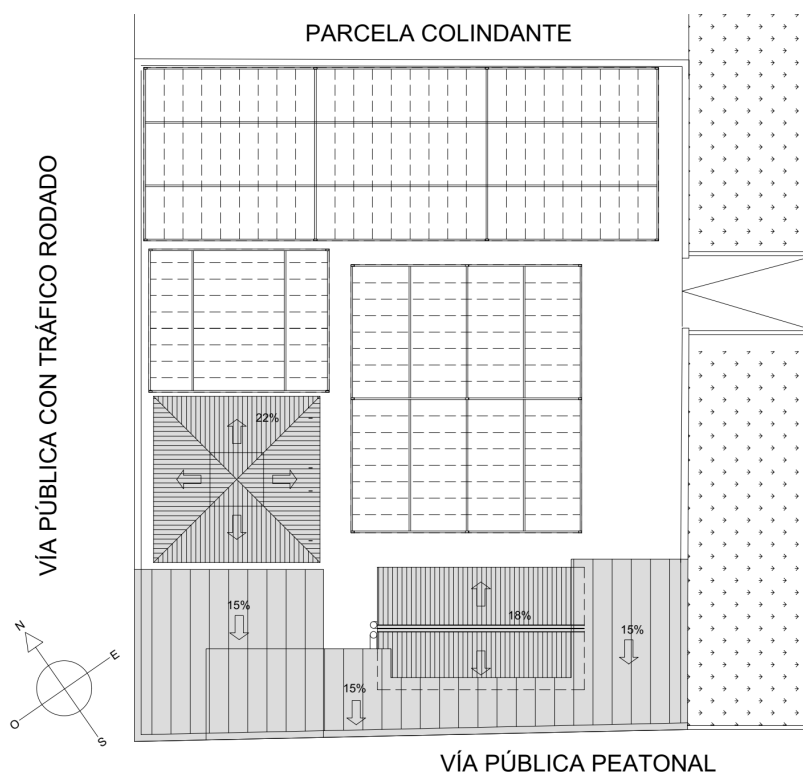 PARCELA COLINDANTE
VÍA PÚBLICA CON TRÁFICO RODADO
22%
15%
18%
15%
15%
N
E
O
S
VÍA PÚBLICA PEATONAL